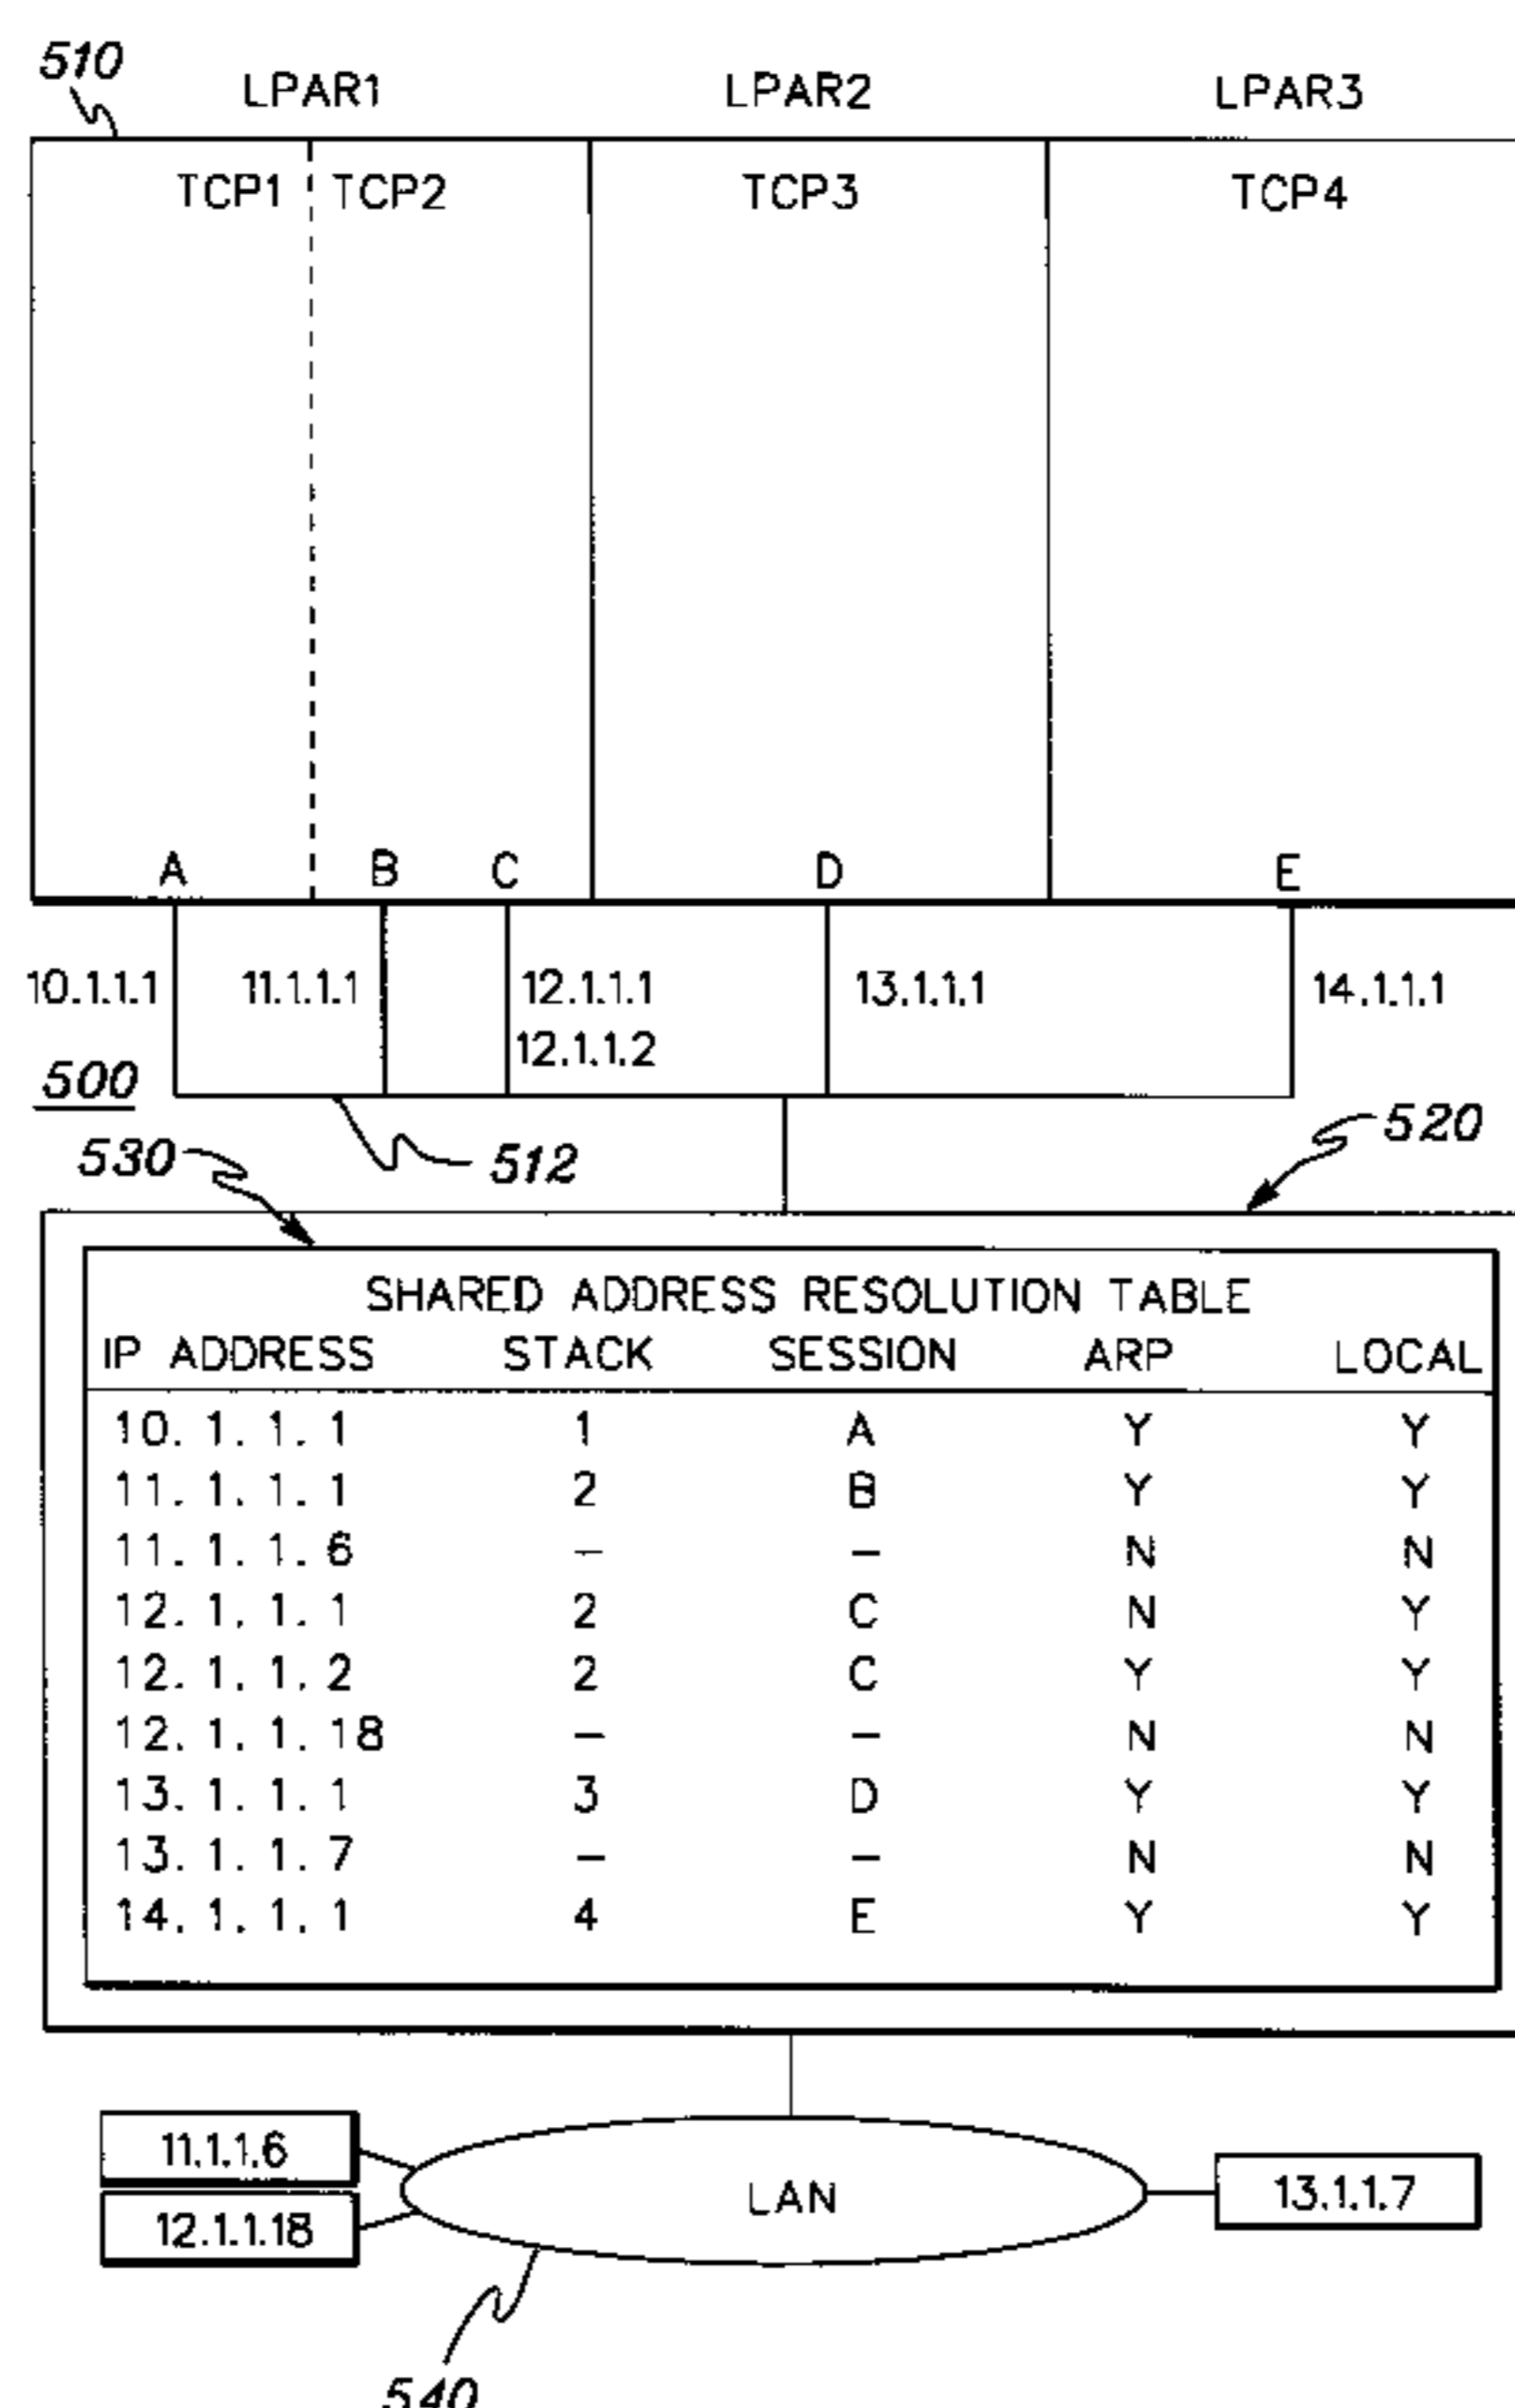 510
LPAR1 LPAR2 LPAR3
TCP1 TCP2 TCP3 TCP4
A B C D E
10.1.1.1 11.1.1.1 12.1.1.1 13.1.1.1 14.1.1.1
12.1.1.2
500
530 512 520
SHARED ADDRESS RESOLUTION TABLE
IP ADDRESS STACK SESSION ARP LOCAL
10.1.1.1 1 A Y Y
11.1.1.1 2 B Y Y
11.1.1.6 - - N N
12.1.1.1 2 C N Y
12.1.1.2 2 C Y Y
12.1.1.18 - - N N
13.1.1.1 3 D Y Y
13.1.1.7 - - N N
14.1.1.1 4 E Y Y
11.1.1.6
12.1.1.18
LAN
13.1.1.7
540